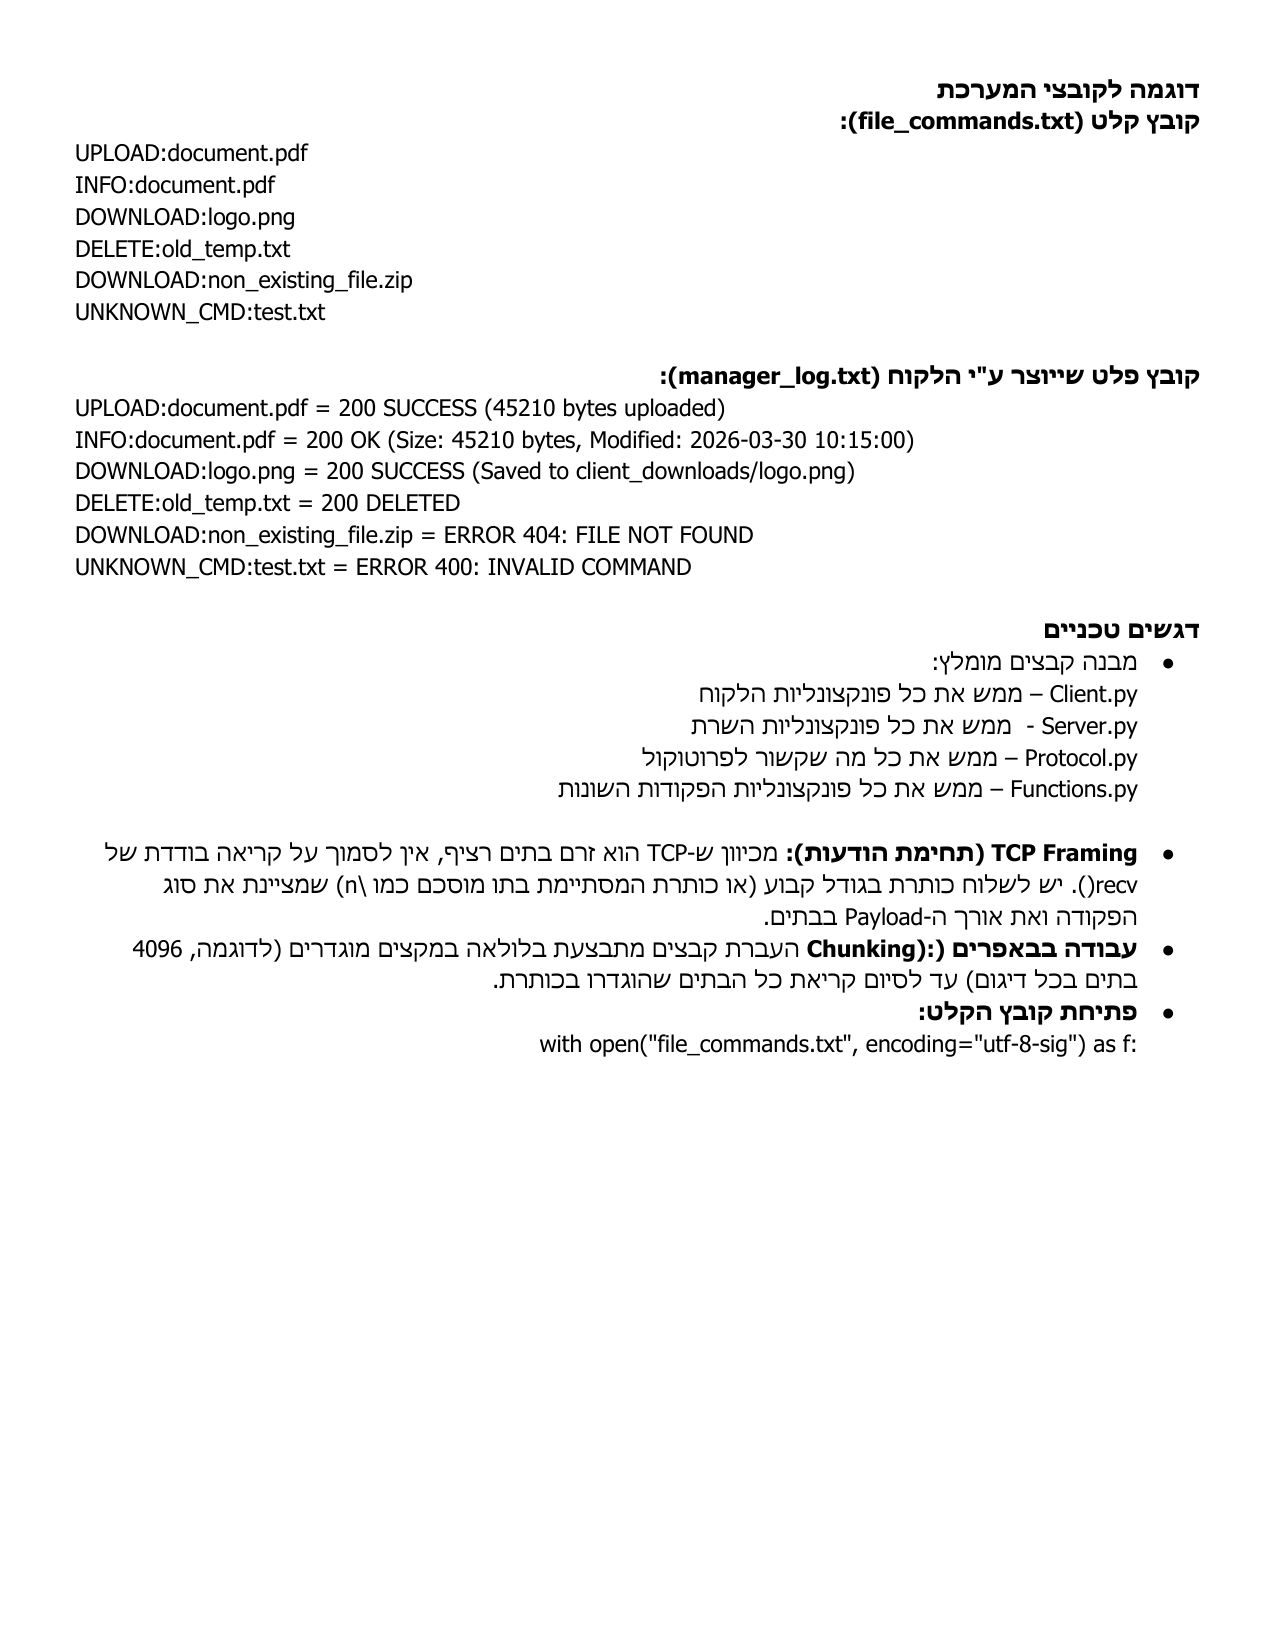 דוגמה לקובצי המערכת
קובץ קלט (file_commands.txt):
UPLOAD:document.pdf
INFO:document.pdf
DOWNLOAD:logo.png
DELETE:old_temp.txt
DOWNLOAD:non_existing_file.zip
UNKNOWN_CMD:test.txt
קובץ פלט שייוצר ע"י הלקוח (manager_log.txt):
UPLOAD:document.pdf = 200 SUCCESS (45210 bytes uploaded)
INFO:document.pdf = 200 OK (Size: 45210 bytes, Modified: 2026-03-30 10:15:00)
DOWNLOAD:logo.png = 200 SUCCESS (Saved to client_downloads/logo.png)
DELETE:old_temp.txt = 200 DELETED
DOWNLOAD:non_existing_file.zip = ERROR 404: FILE NOT FOUND
UNKNOWN_CMD:test.txt = ERROR 400: INVALID COMMAND
דגשים טכניים
● מבנה קבצים מומלץ:
Client.py – ממש את כל פונקצונליות הלקוח
Server.py - ממש את כל פונקצונליות השרת
Protocol.py – ממש את כל מה שקשור לפרוטוקול
Functions.py – ממש את כל פונקצונליות הפקודות השונות
● TCP Framing (תחימת הודעות): מכיוון ש-TCP הוא זרם בתים רציף, אין לסמוך על קריאה בודדת של
recv(). יש לשלוח כותרת בגודל קבוע (או כותרת המסתיימת בתו מוסכם כמו \n) שמציינת את סוג
הפקודה ואת אורך ה-Payload בבתים.
● עבודה בבאפרים (:(Chunking העברת קבצים מתבצעת בלולאה במקצים מוגדרים (לדוגמה, 4096
בתים בכל דיגום) עד לסיום קריאת כל הבתים שהוגדרו בכותרת.
● פתיחת קובץ הקלט:
with open("file_commands.txt", encoding="utf-8-sig") as f: